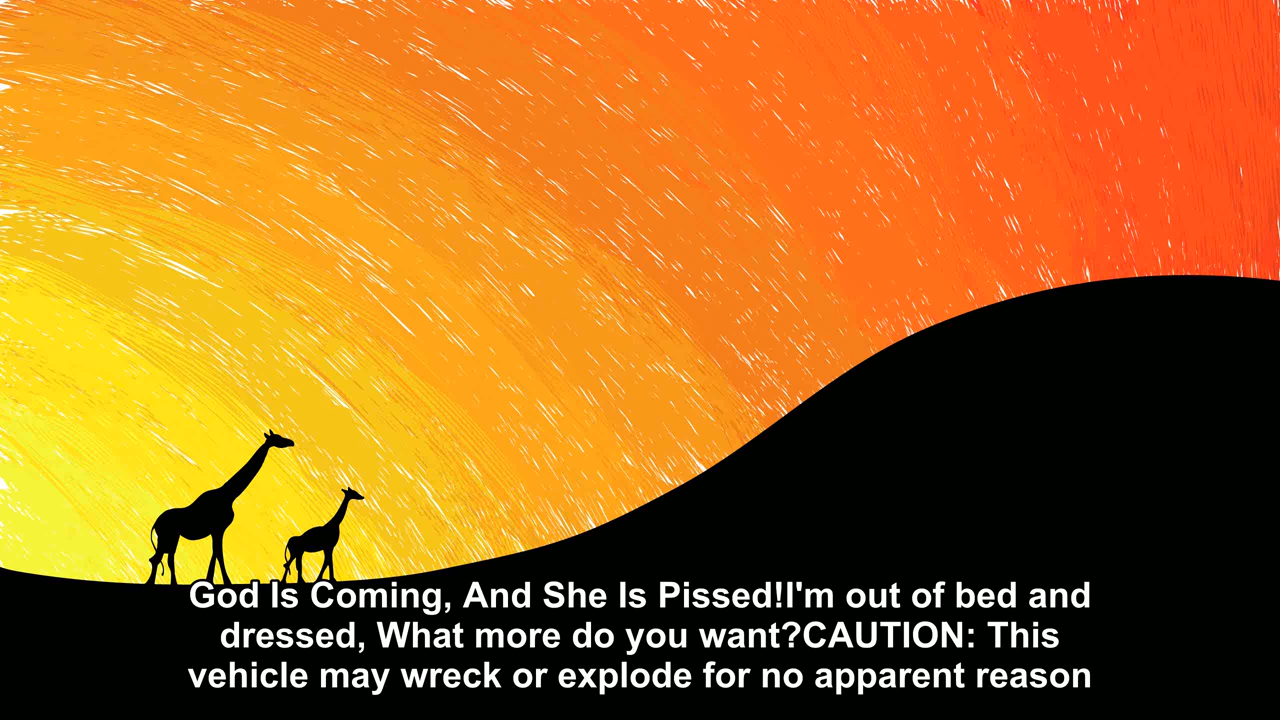 God Is Coming, And She Is Pissed!I'm out of bed and
dressed, What more do you want?CAUTION: This
vehicle may wreck or explode for no apparent reason